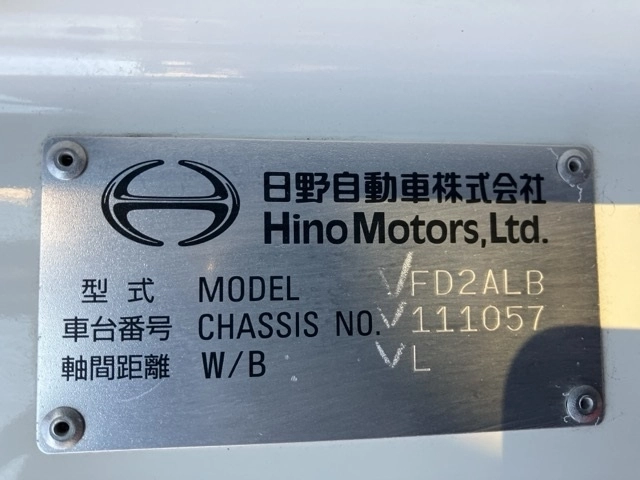 日野自動車株式会社
Hino Motors, Ltd.
型式 MODEL FD2ALB
車台番号 CHASSIS NO. 111057
軸間距離 W/B L